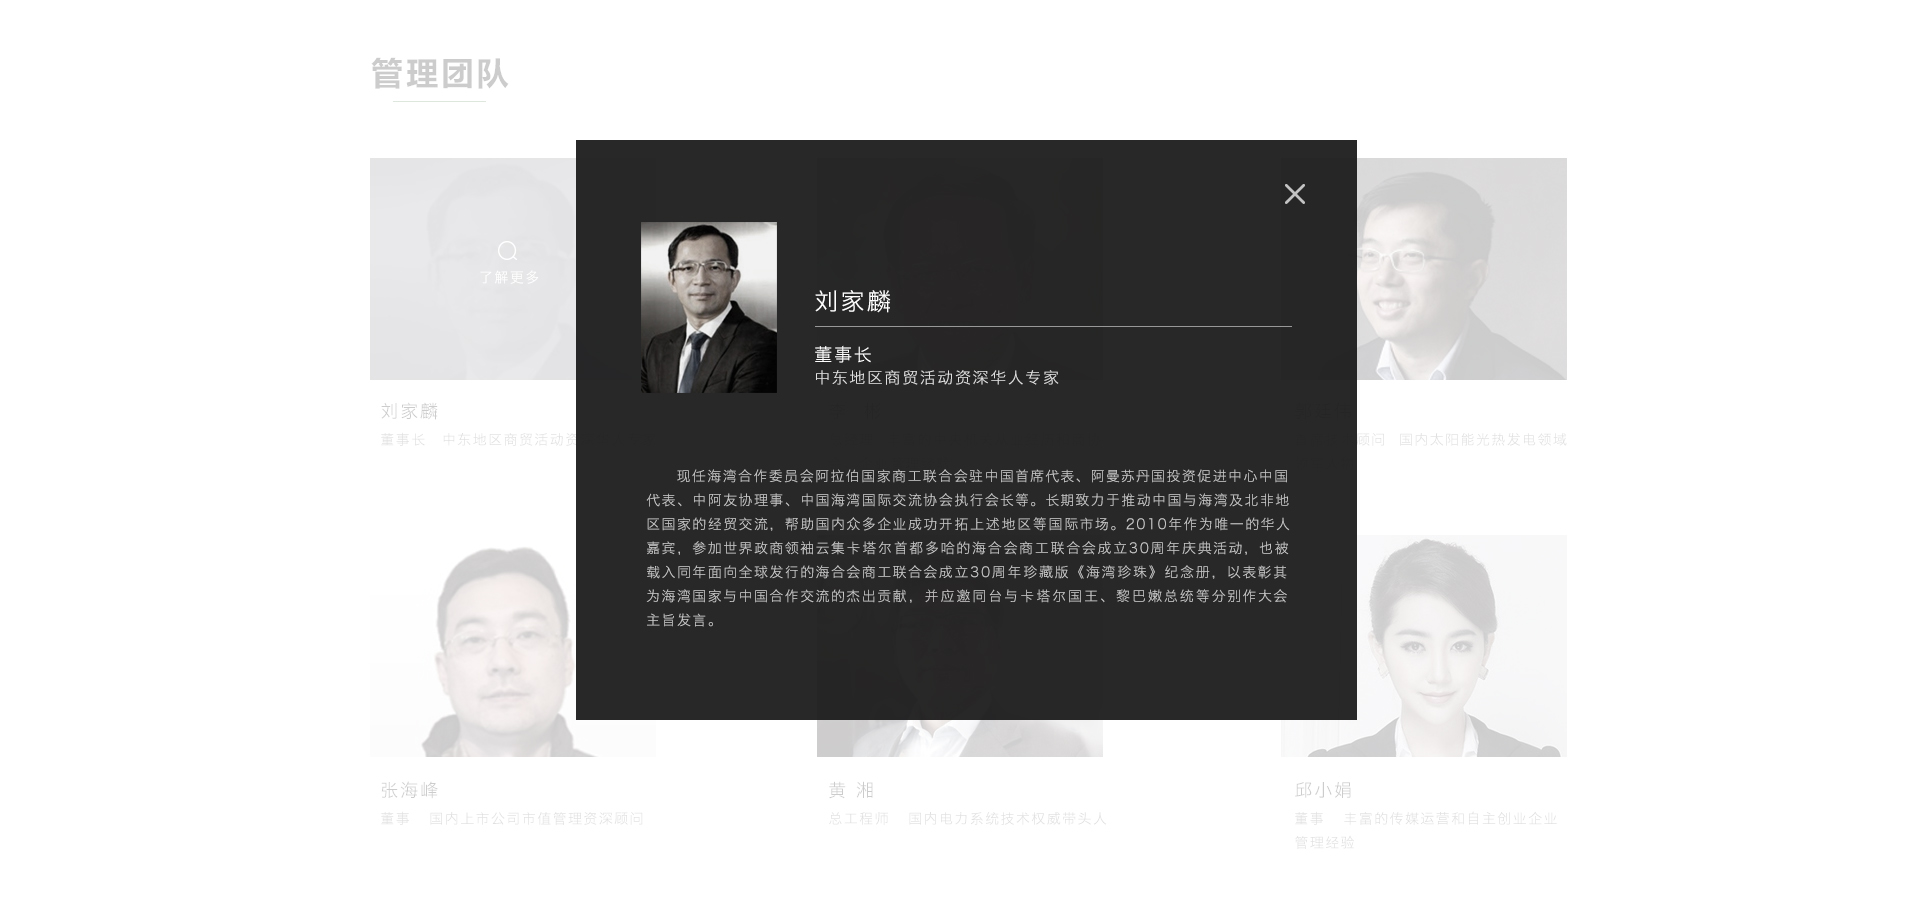 管理团队
了解更多
刘家麟
董事长
中东地区商贸活动资深华人专家
现任海湾合作委员会阿拉伯国家商工联合会驻中国首席代表、阿曼苏丹国投资促进中心中国
代表、中阿友协理事、中国海湾国际交流协会执行会长等。长期致力于推动中国与海湾及北非地
区国家的经贸交流，帮助国内众多企业成功开拓上述地区等国际市场。2010年作为唯一的华人
嘉宾，参加世界政商领袖云集卡塔尔首都多哈的海合会商工联合会成立30周年庆典活动，也被
载入同年面向全球发行的海合会商工联合会成立30周年珍藏版《海湾珍珠》纪念册，以表彰其
为海湾国家与中国合作交流的杰出贡献，并应邀同台与卡塔尔国王、黎巴嫩总统等分别作大会
主旨发言。
刘家麟
董事长 中东地区商贸活动资
顾问 国内太阳能光热发电领域
张海峰
董事 国内上市公司市值管理资深顾问
黄 湘
总工程师 国内电力系统技术权威带头人
邱小娟
董事 丰富的传媒运营和自主创业企业
管理经验